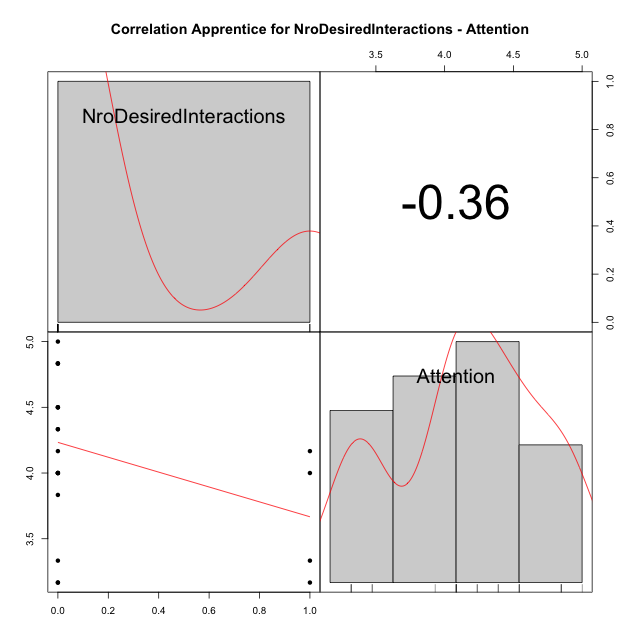 Correlation Apprentice for NroDesiredInteractions - Attention
3.5 4.0 4.5 5.0
NroDesiredInteractions
-0.36
0.0 0.2 0.4 0.6 0.8 1.0
3.5 4.0 4.5 5.0
Attention
0.0 0.2 0.4 0.6 0.8 1.0